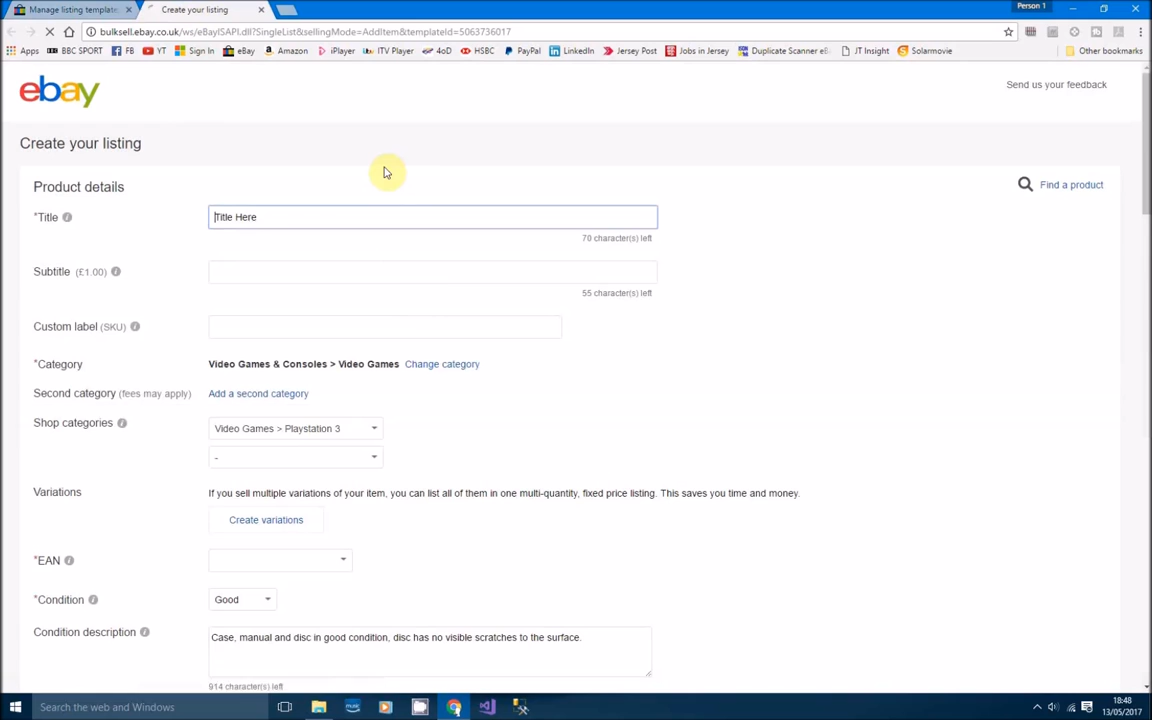 Manage listing template
Create your listing
Person 1
bulksell.ebay.co.uk/ws/eBayISAPI.dll?SingleList&sellingMode=AddItem&templateId=5063736017
Apps BBC SPORT FB YT Sign In eBay Amazon iPlayer ITV Player 4oD HSBC PayPal LinkedIn Jersey Post Jobs in Jersey Duplicate Scanner eB JT Insight Solarmovie Other bookmarks
ebay
Send us your feedback
Create your listing
Product details
Find a product
*Title
Title Here
70 character(s) left
Subtitle (£1.00)
55 character(s) left
Custom label (SKU)
*Category Video Games & Consoles > Video Games Change category
Second category (fees may apply) Add a second category
Shop categories Video Games > Playstation 3
-
Variations If you sell multiple variations of your item, you can list all of them in one multi-quantity, fixed price listing. This saves you time and money.
Create variations
*EAN
*Condition Good
Condition description Case, manual and disc in good condition, disc has no visible scratches to the surface.
914 character(s) left
Search the web and Windows
18:48
13/05/2017